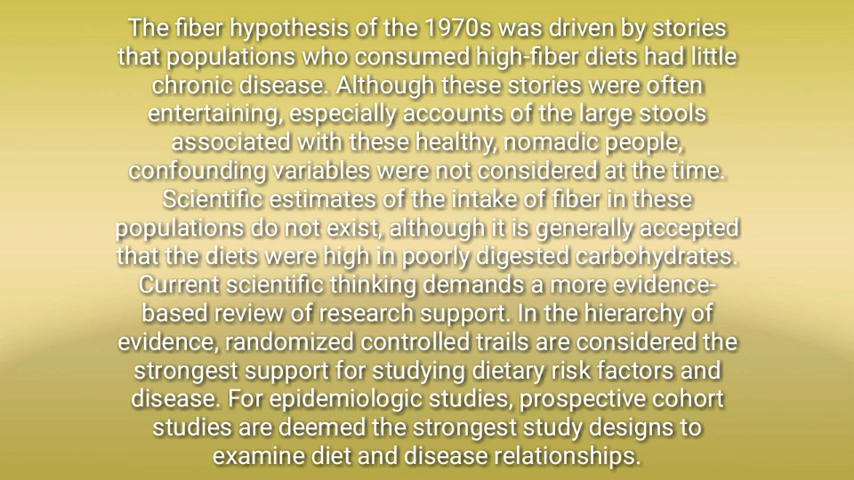 The fiber hypothesis of the 1970s was driven by stories
that populations who consumed high-fiber diets had little
chronic disease. Although these stories were often
entertaining, especially accounts of the large stools
associated with these healthy, nomadic people,
confounding variables were not considered at the time.
Scientific estimates of the intake of fiber in these
populations do not exist, although it is generally accepted
that the diets were high in poorly digested carbohydrates.
Current scientific thinking demands a more evidence-
based review of research support. In the hierarchy of
evidence, randomized controlled trails are considered the
strongest support for studying dietary risk factors and
disease. For epidemiologic studies, prospective cohort
studies are deemed the strongest study designs to
examine diet and disease relationships.